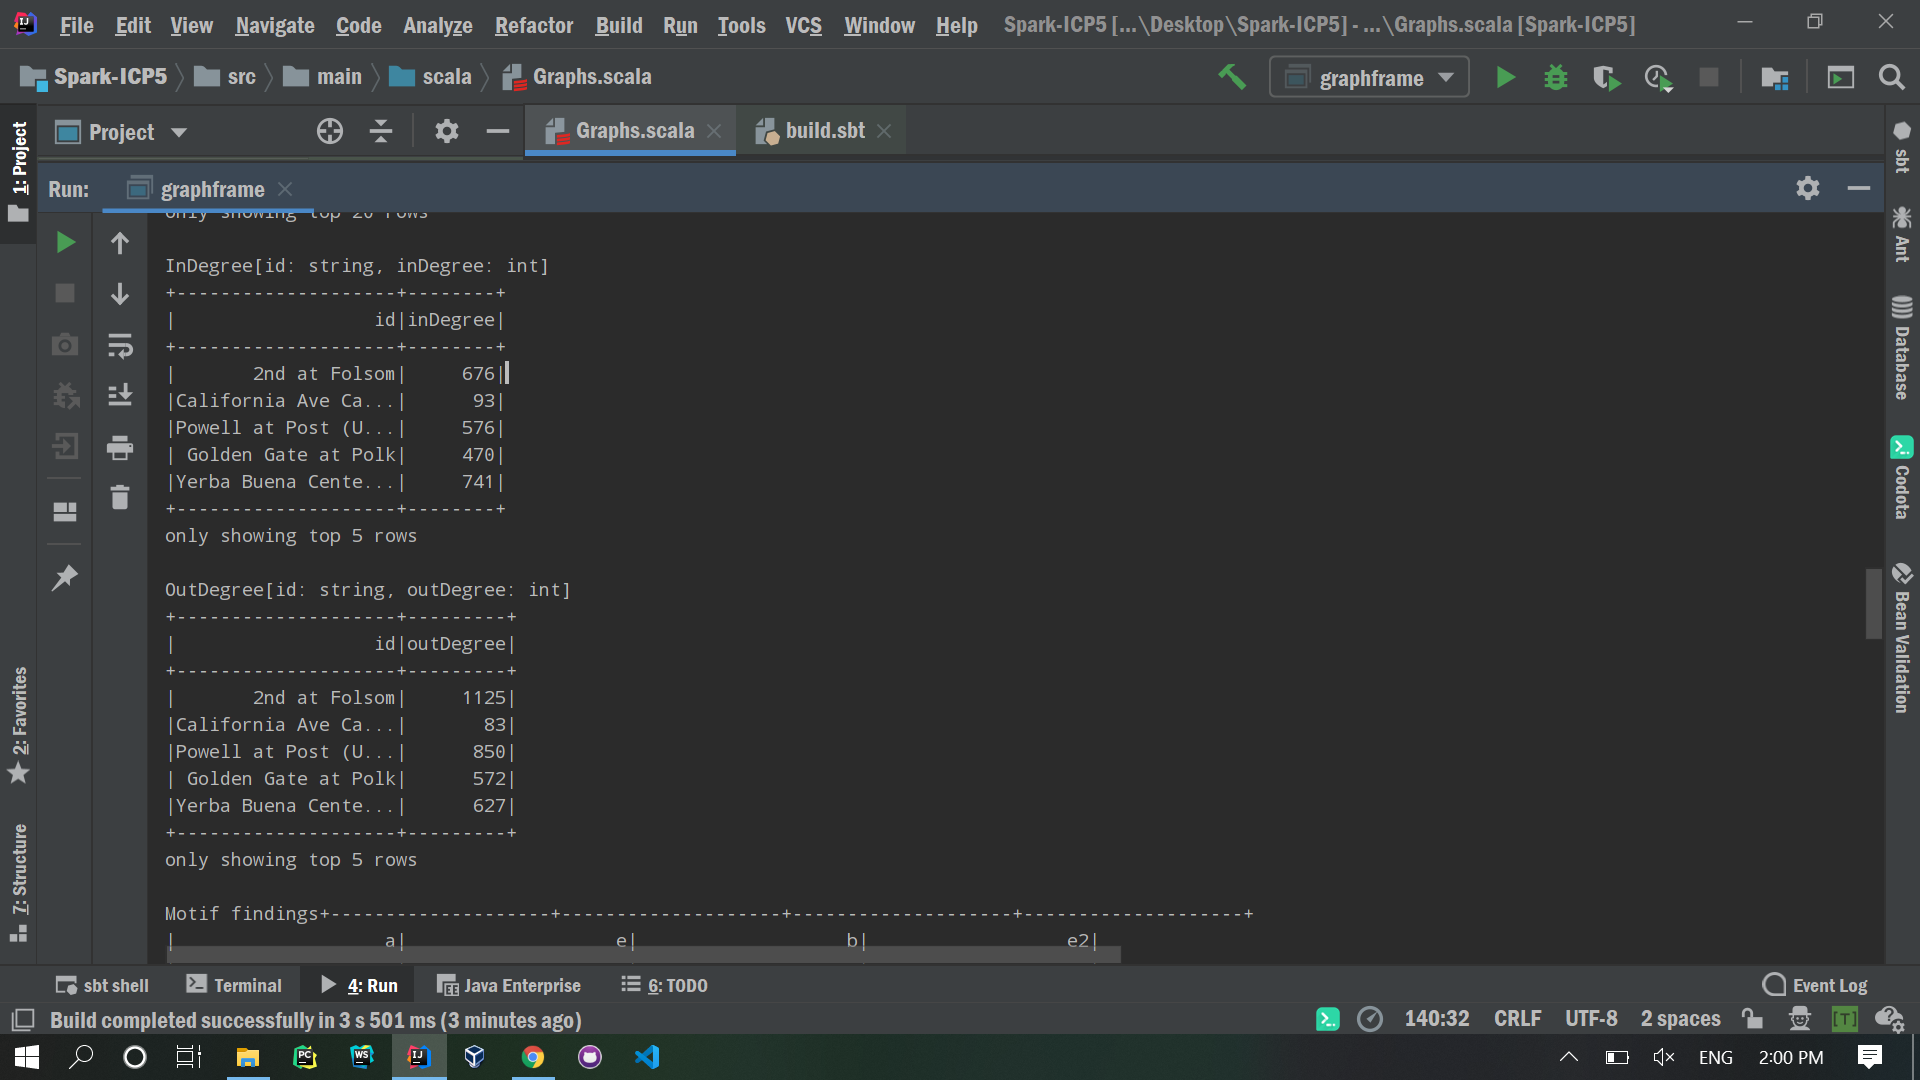 File Edit View Navigate Code Analyze Refactor Build Run Tools VCS Window Help Spark-ICP5 [...\Desktop\Spark-ICP5] - ...\Graphs.scala [Spark-ICP5]
Spark-ICP5 src main scala Graphs.scala graphframe
Project Graphs.scala build.sbt
1: Project
Run: graphframe
only showing top 20 rows
InDegree[id: string, inDegree: int]
+--------------------+--------+
|                  id|inDegree|
+--------------------+--------+
|       2nd at Folsom|     676|
|California Ave Ca...|      93|
|Powell at Post (U...|     576|
| Golden Gate at Polk|     470|
|Yerba Buena Cente...|     741|
+--------------------+--------+
only showing top 5 rows
OutDegree[id: string, outDegree: int]
+--------------------+---------+
|                  id|outDegree|
+--------------------+---------+
|       2nd at Folsom|     1125|
|California Ave Ca...|       83|
|Powell at Post (U...|      850|
| Golden Gate at Polk|      572|
|Yerba Buena Cente...|      627|
+--------------------+---------+
only showing top 5 rows
Motif findings+--------------------+--------------------+--------------------+--------------------+
|                   a|                   e|                   b|                  e2|
2: Favorites
7: Structure
sbt
Ant
Database
Codota
Bean Validation
sbt shell Terminal 4: Run Java Enterprise 6: TODO Event Log
Build completed successfully in 3 s 501 ms (3 minutes ago) 140:32 CRLF UTF-8 2 spaces [T]
PC WS IJ ENG 2:00 PM